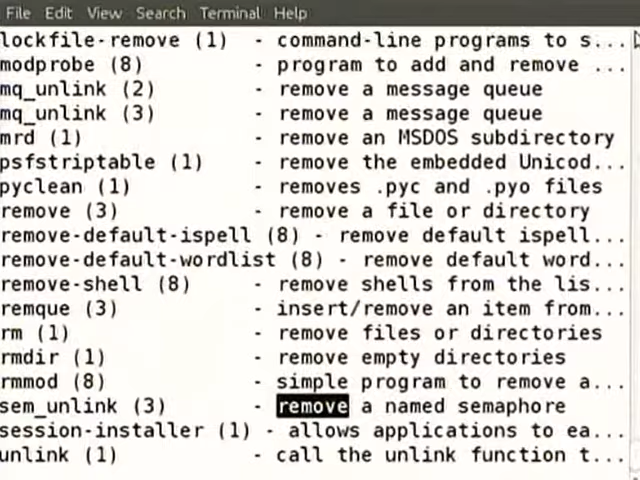 File Edit View Search Terminal Help
lockfile-remove (1) - command-line programs to s...
modprobe (8) - program to add and remove ...
mq_unlink (2) - remove a message queue
mq_unlink (3) - remove a message queue
mrd (1) - remove an MSDOS subdirectory
psfstriptable (1) - remove the embedded Unicod...
pyclean (1) - removes .pyc and .pyo files
remove (3) - remove a file or directory
remove-default-ispell (8) - remove default ispell...
remove-default-wordlist (8) - remove default word...
remove-shell (8) - remove shells from the lis...
remque (3) - insert/remove an item from...
rm (1) - remove files or directories
rmdir (1) - remove empty directories
rmmod (8) - simple program to remove a...
sem_unlink (3) - remove a named semaphore
session-installer (1) - allows applications to ea...
unlink (1) - call the unlink function t...